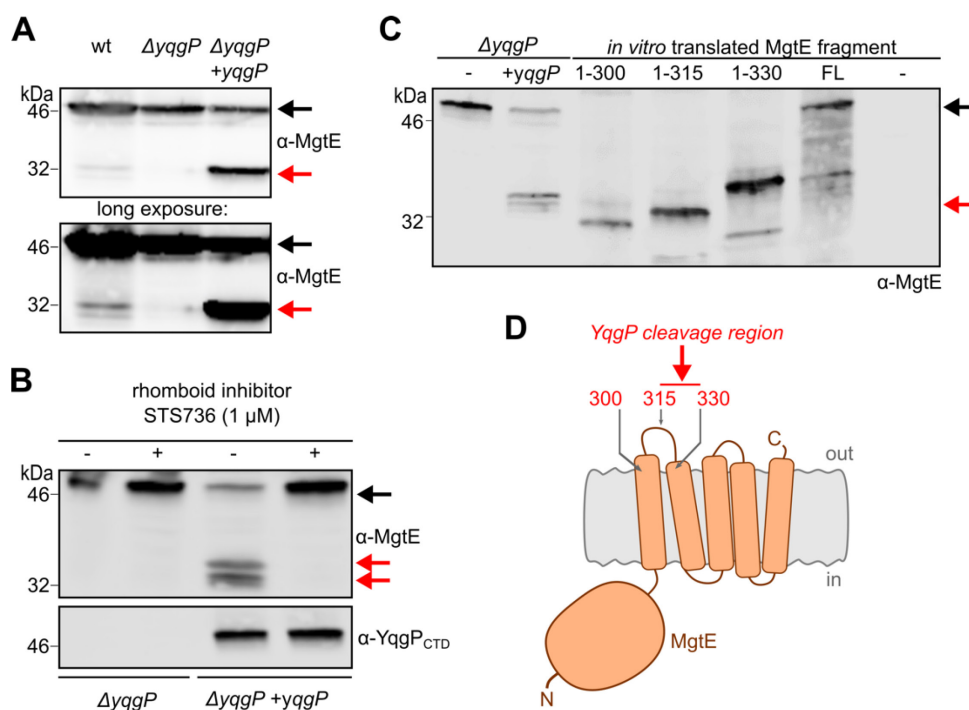 A
wt ΔyqgP ΔyqgP
+yqgP
kDa
46
α-MgtE
32
long exposure:
46
α-MgtE
32
B
rhomboid inhibitor
STS736 (1 µM)
- + - +
kDa
46
α-MgtE
32
46
α-YqgPCTD
ΔyqgP ΔyqgP +yqgP
C
ΔyqgP in vitro translated MgtE fragment
- +yqgP 1-300 1-315 1-330 FL -
kDa
46
32
α-MgtE
D
YqgP cleavage region
300 315 330
C
out
in
MgtE
N